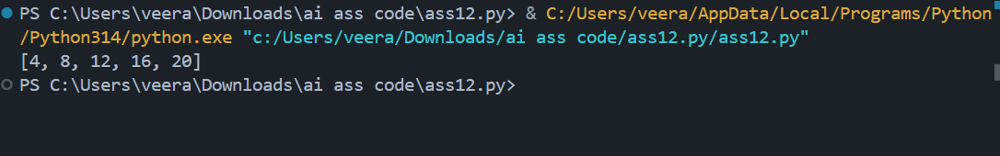 PS C:\Users\veera\Downloads\ai ass code\ass12.py> & C:/Users/veera/AppData/Local/Programs/Python
/Python314/python.exe "c:/Users/veera/Downloads/ai ass code/ass12.py/ass12.py"
[4, 8, 12, 16, 20]
PS C:\Users\veera\Downloads\ai ass code\ass12.py>